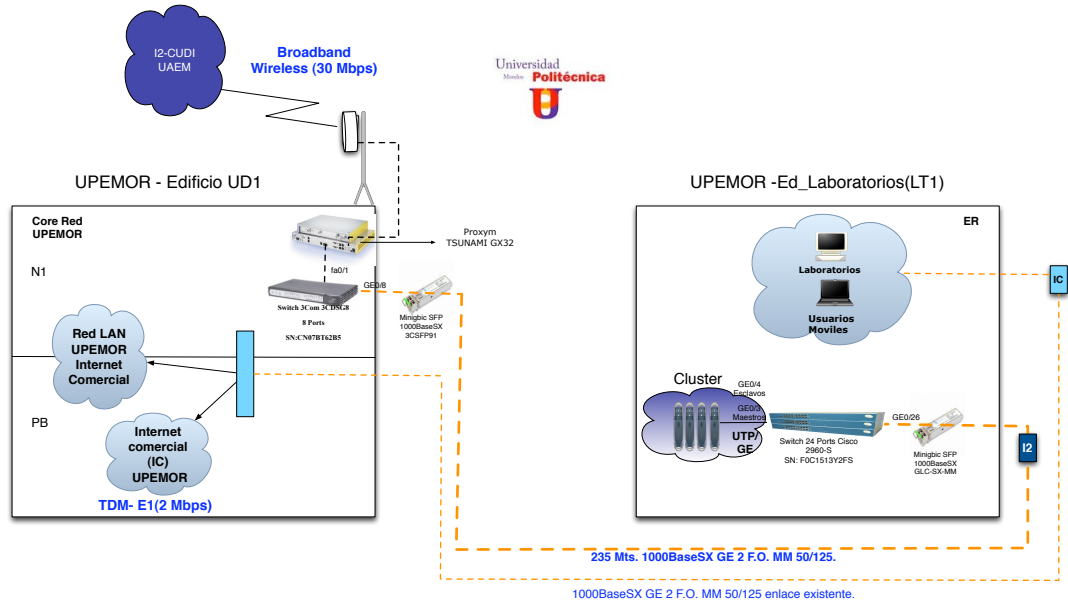 I2-CUDI
UAEM
Broadband
Wireless (30 Mbps)
Universidad
Morelos Politécnica
U
UPEMOR - Edificio UD1
Core Red
UPEMOR
N1
Proxym
TSUNAMI GX32
fa0/1
GE0/8
Switch 3Com 3CDSG8
8 Ports
SN:CN07BT62B5
Minigbic SFP
1000BaseSX
3CSFP91
Red LAN
UPEMOR
Internet
Comercial
PB
Internet
comercial
(IC)
UPEMOR
TDM- E1(2 Mbps)
UPEMOR -Ed_Laboratorios(LT1)
ER
Laboratorios
Usuarios
Moviles
IC
Cluster
GE0/4
Esclavos
GE0/3
Maestros
UTP/
GE
Switch 24 Ports Cisco
2960-S
SN: F0C1513Y2FS
GE0/26
Minigbic SFP
1000BaseSX
GLC-SX-MM
I2
235 Mts. 1000BaseSX GE 2 F.O. MM 50/125.
1000BaseSX GE 2 F.O. MM 50/125 enlace existente.